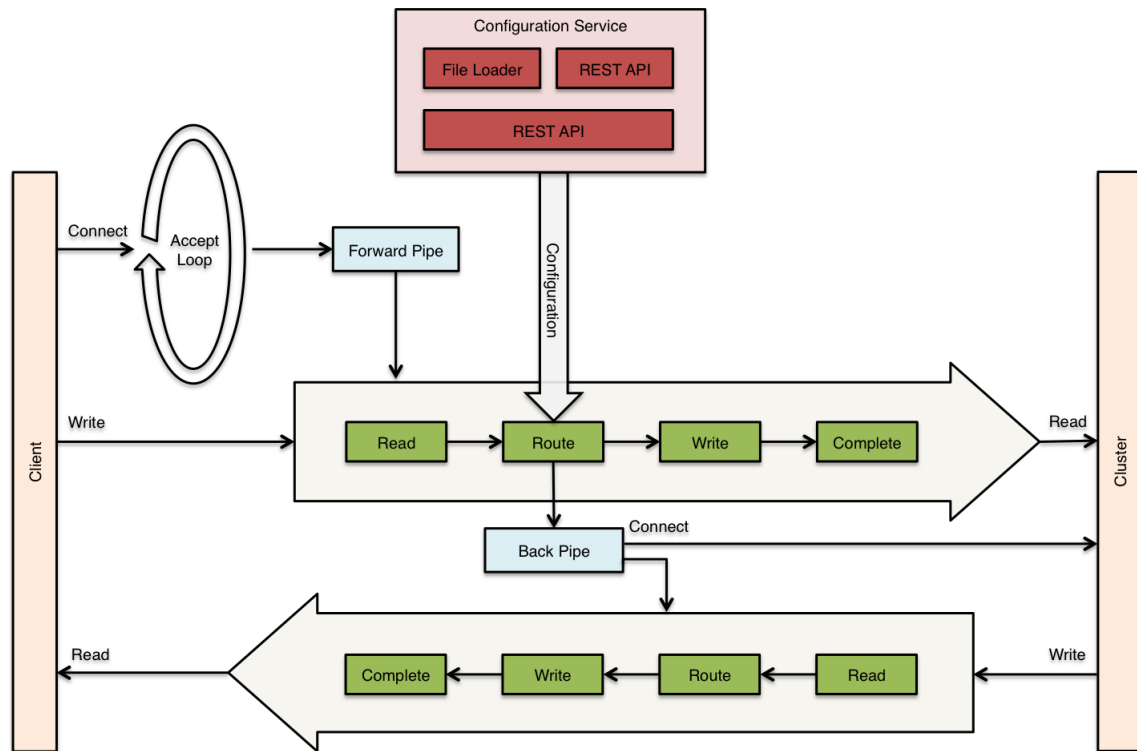 Configuration Service
File Loader
REST API
REST API
Connect
Accept
Loop
Forward Pipe
Configuration
Client
Write
Read
Route
Write
Complete
Read
Cluster
Back Pipe
Connect
Read
Complete
Write
Route
Read
Write